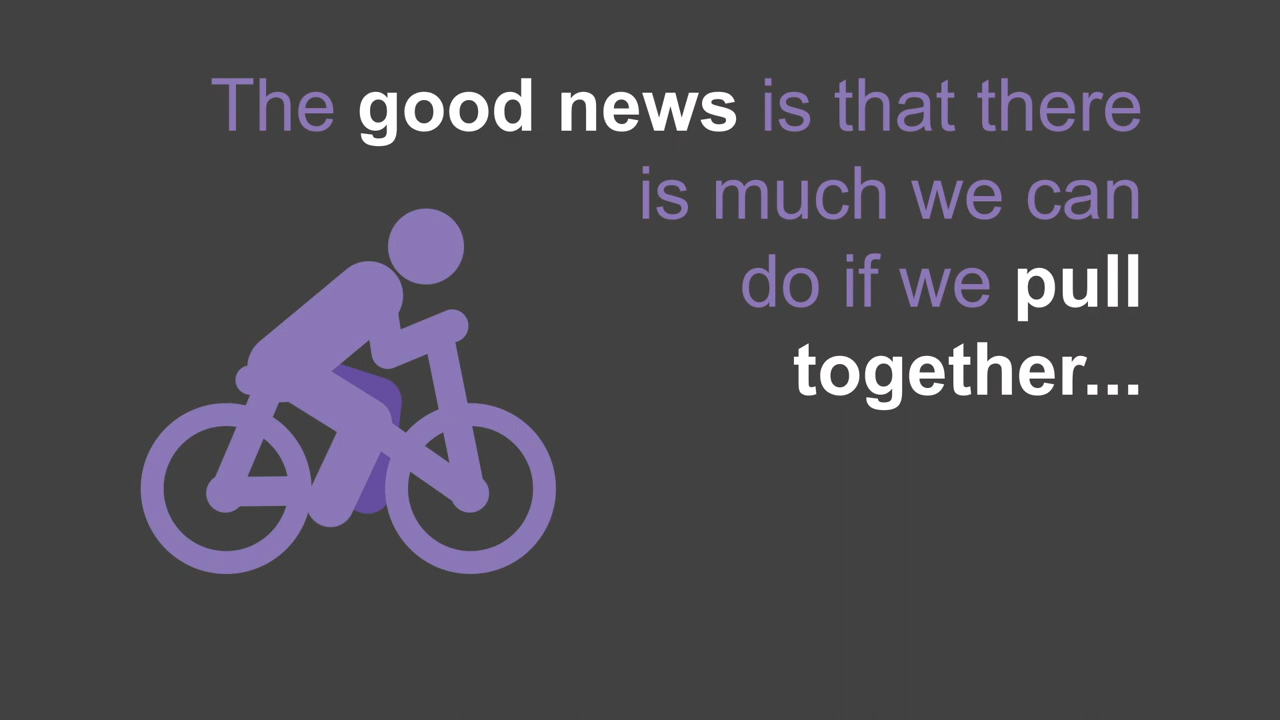 The good news is that there
is much we can
do if we pull
together...